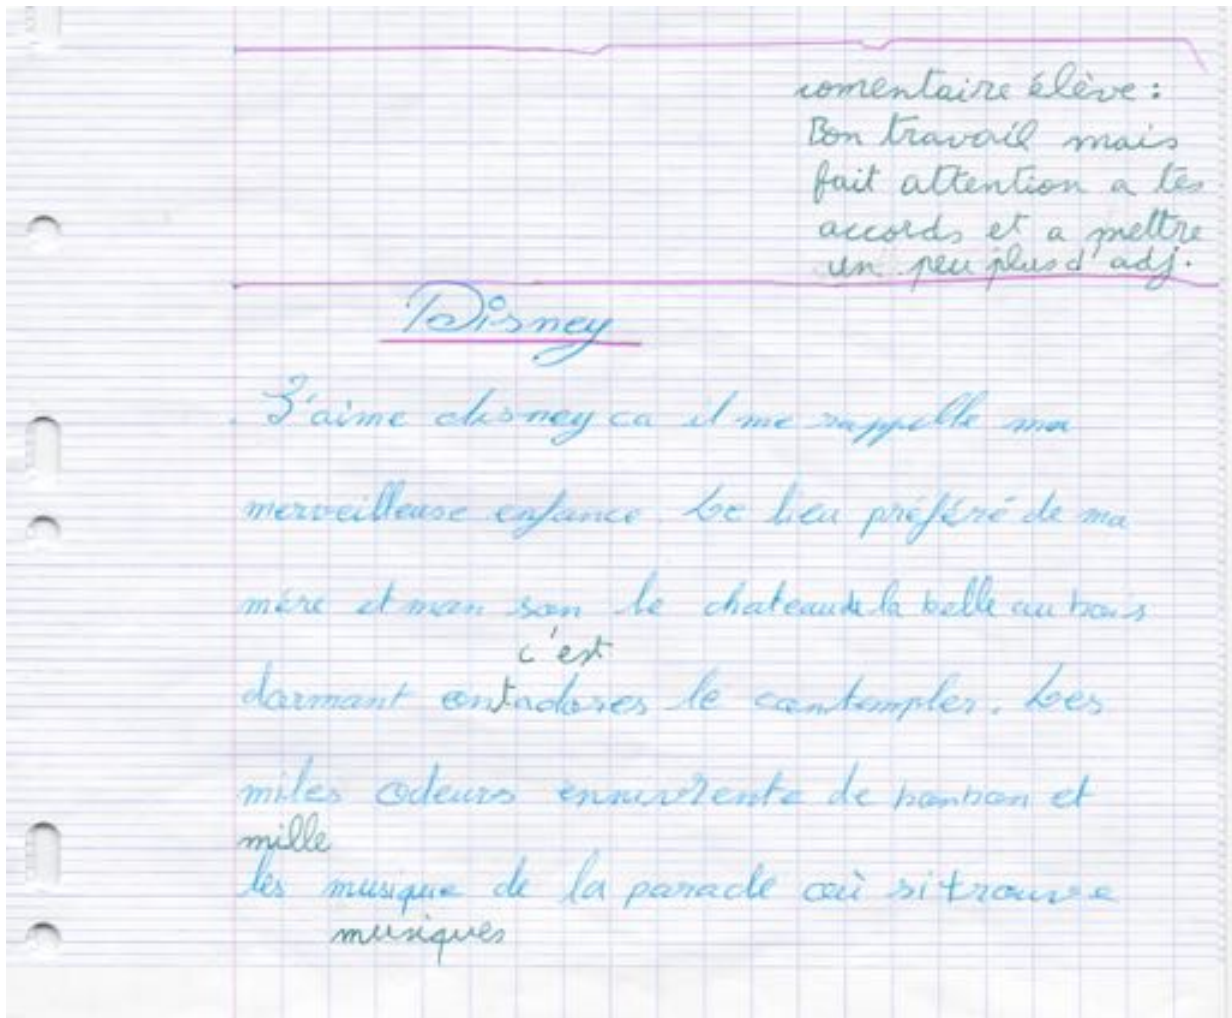 comentaire élève :
Bon travail mais
fait attention a tes
accords et a mettre
un peu plus d'adj.
Disney
J'aime disney ca il me rappelle ma
merveilleuse enfance. Le lieu préféré de ma
mère et mon son le chateau de la belle au bois
c'est
dormant ont adores le contempler. Les
miles odeurs ennivrente de bonbon et
mille
les musique de la parade où si trouve
musiques